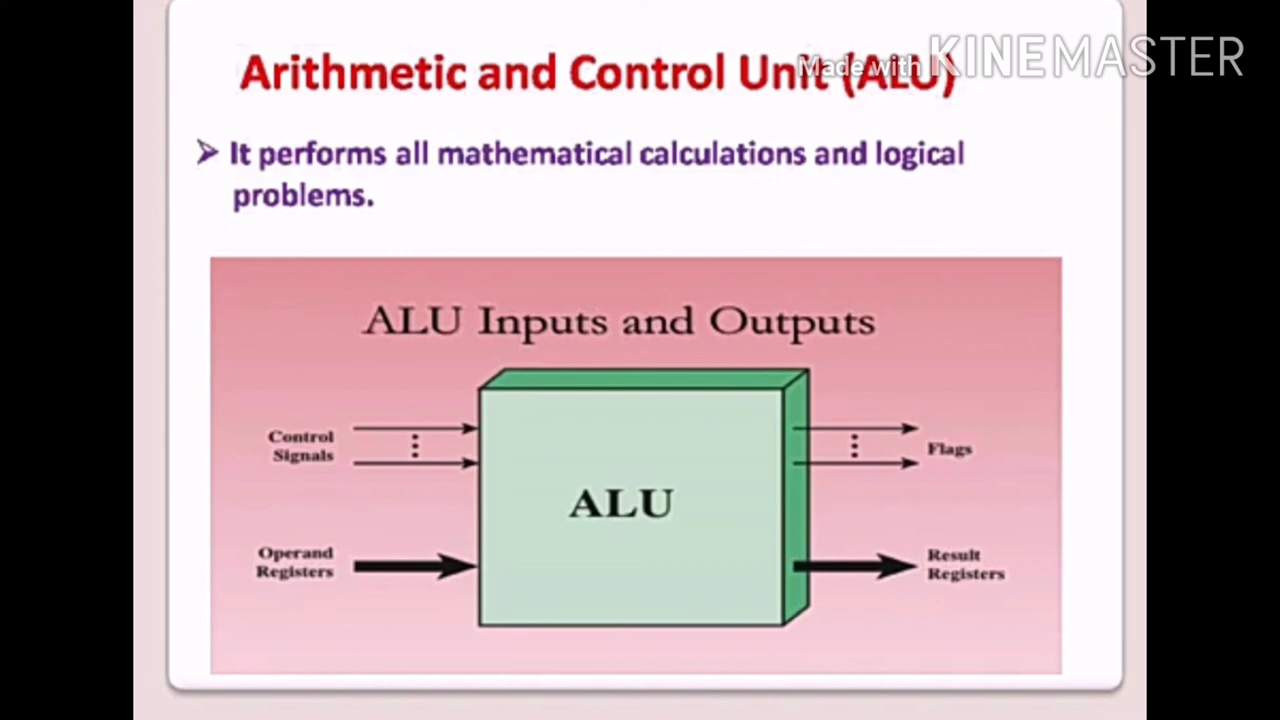 Arithmetic and Control Unit (ALU)
Made with KINEMASTER
➢ It performs all mathematical calculations and logical
problems.
ALU Inputs and Outputs
Control
Signals
Flags
ALU
Operand
Registers
Result
Registers